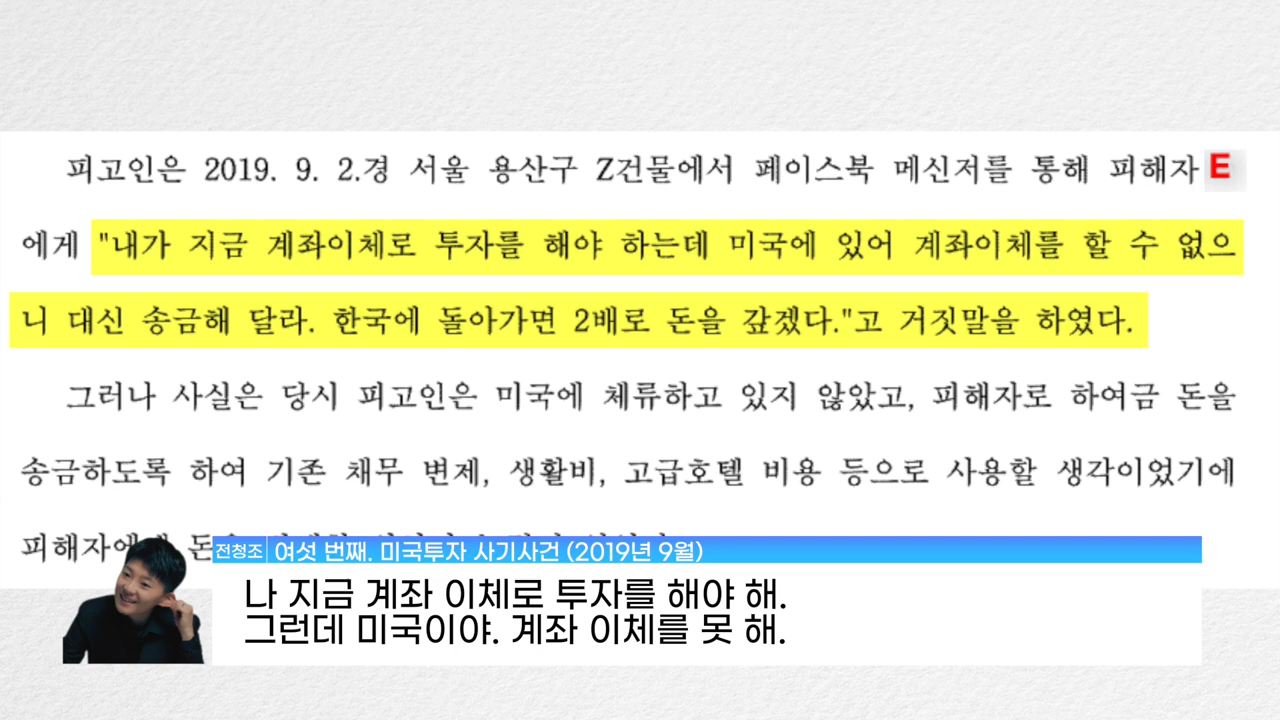 피고인은 2019. 9. 2.경 서울 용산구 Z건물에서 페이스북 메신저를 통해 피해자 E
에게 "내가 지금 계좌이체로 투자를 해야 하는데 미국에 있어 계좌이체를 할 수 없으
니 대신 송금해 달라. 한국에 돌아가면 2배로 돈을 갚겠다."고 거짓말을 하였다.
그러나 사실은 당시 피고인은 미국에 체류하고 있지 않았고, 피해자로 하여금 돈을
송금하도록 하여 기존 채무 변제, 생활비, 고급호텔 비용 등으로 사용할 생각이었기에
피해자에게 돈
전청조 여섯 번째. 미국투자 사기사건 (2019년 9월)
나 지금 계좌 이체로 투자를 해야 해.
그런데 미국이야. 계좌 이체를 못 해.